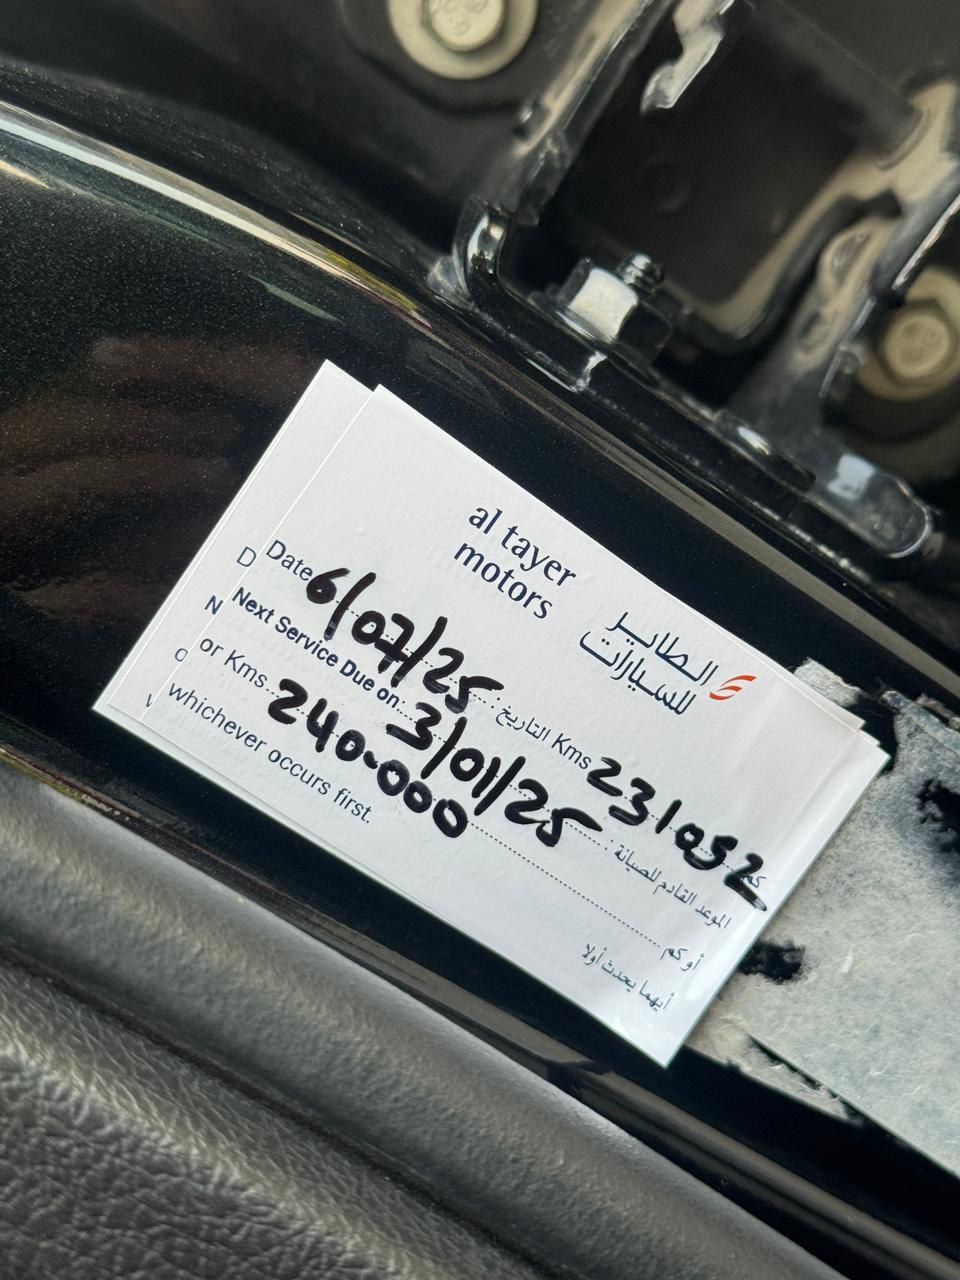 al tayer
motors
الطاير
للسيارات
Date 6/07/25 : التاريخ Kms 231052 كم
Next Service Due on: 3/01/25 : الموعد القادم للصيانة
or Kms 240.000 أو كم
whichever occurs first. أيهما يحدث أولا
D
N
o